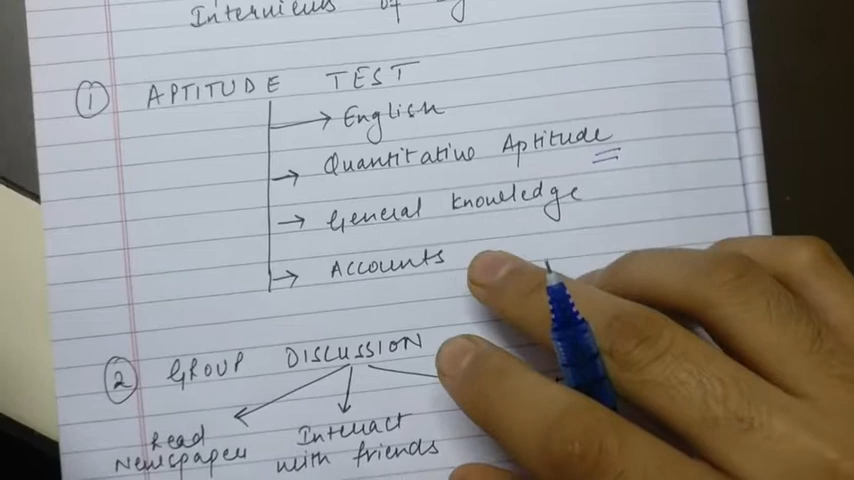 Interviews of
① APTITUDE TEST
→ English
→ Quantitative Aptitude
→ General Knowledge
→ Accounts
② GROUP DISCUSSION
Read Newspaper
Interact with friends